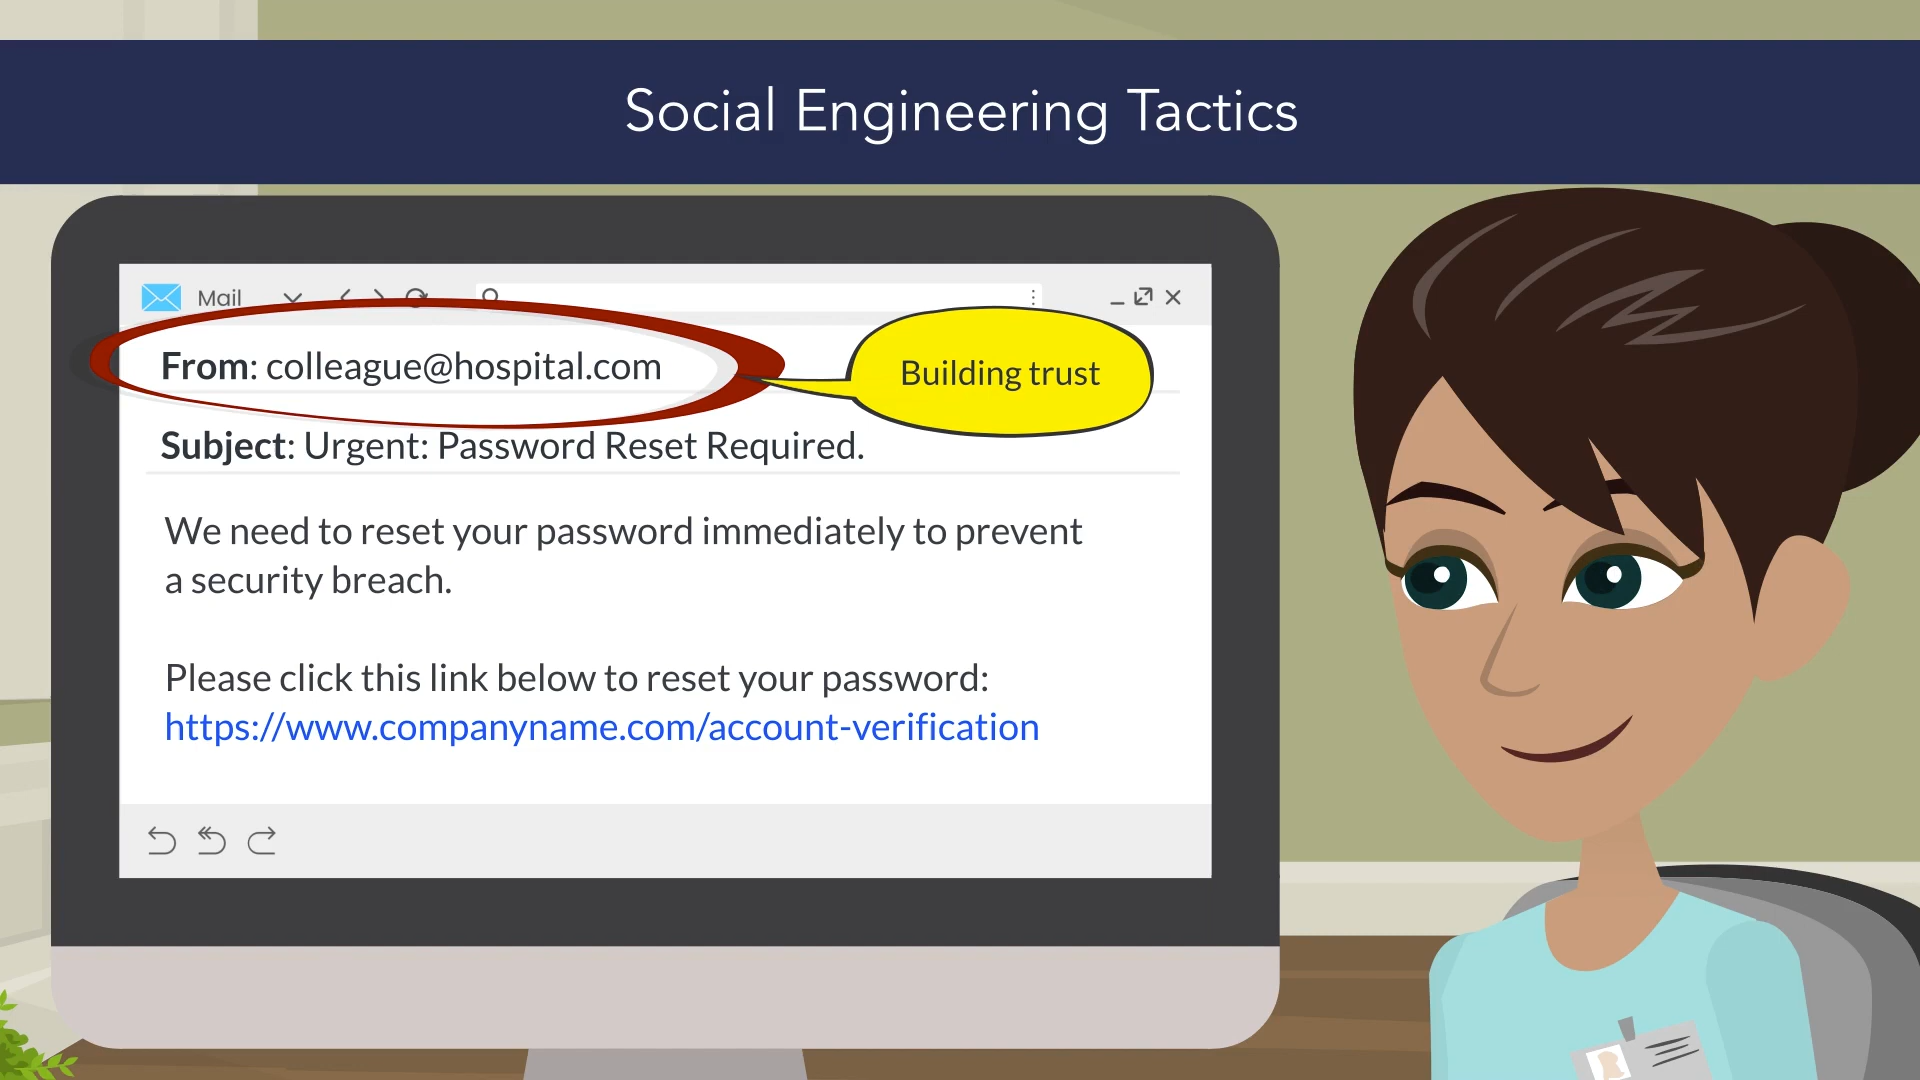 Social Engineering Tactics
Mail
From: colleague@hospital.com
Building trust
Subject: Urgent: Password Reset Required.
We need to reset your password immediately to prevent
a security breach.
Please click this link below to reset your password:
https://www.companyname.com/account-verification